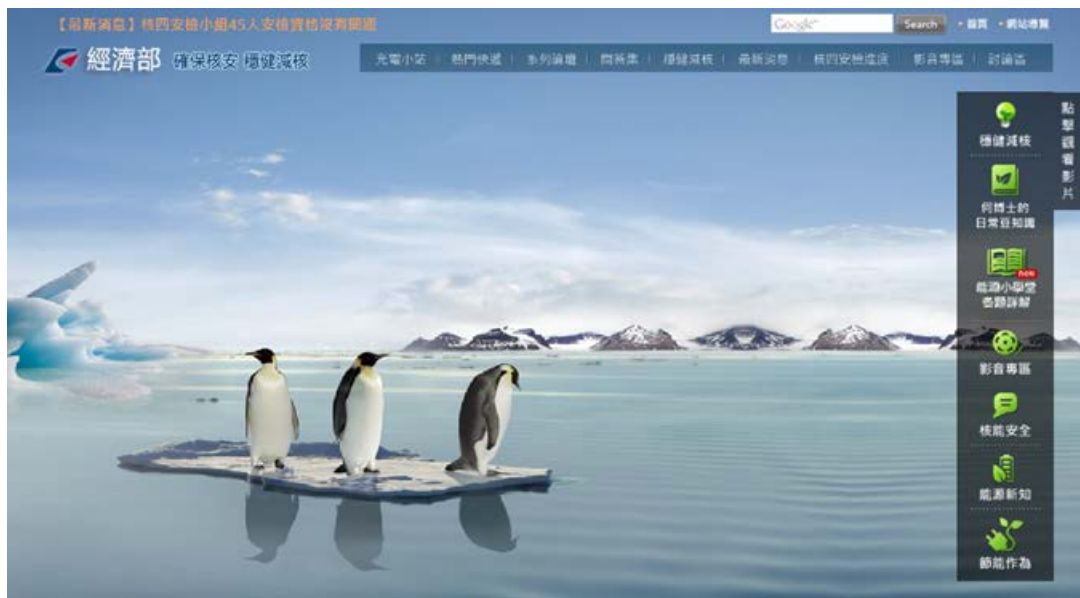 【最新消息】核四安檢小組45人安檢資格沒有問題
Google
Search
首頁
網站導覽
經濟部 確保核安 穩健減核
充電小站 | 熱門快遞 | 系列論壇 | 問答集 | 穩健減核 | 最新消息 | 核四安檢進度 | 影音專區 | 討論區
點擊觀看影片
穩健減核
何博士的
日常豆知識
new
能源小學堂
各題詳解
影音專區
核能安全
能源新知
節能作為